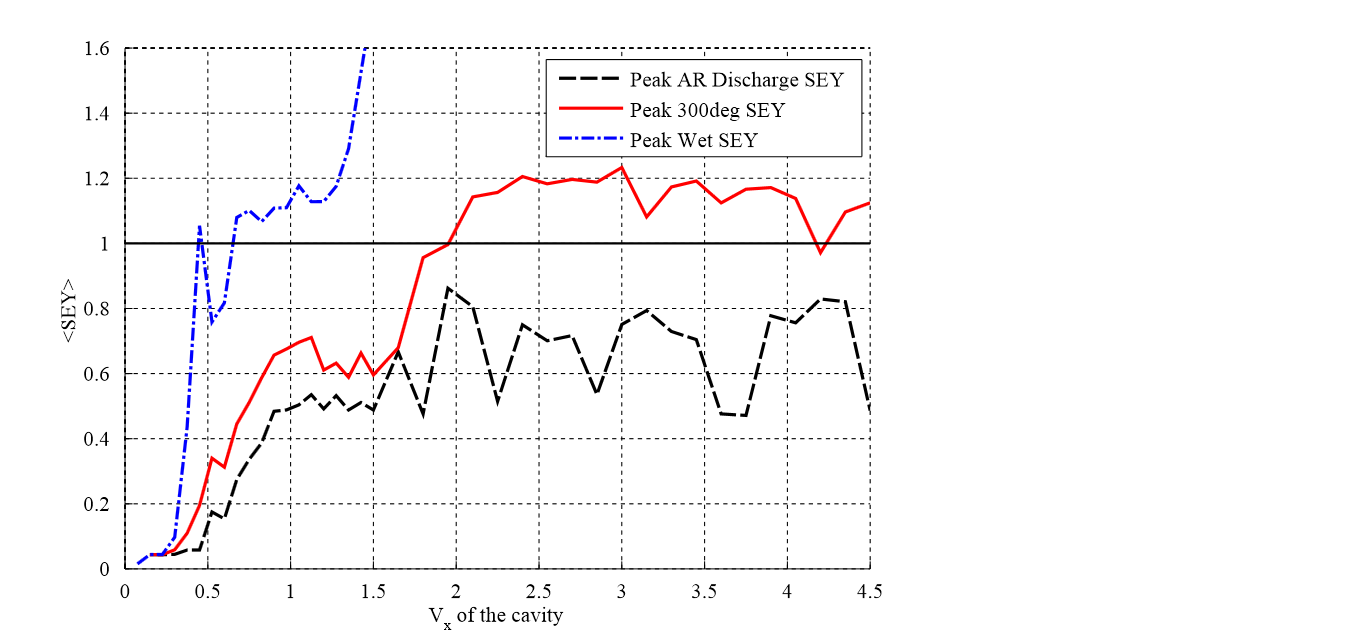 1.6
1.4
1.2
1
0.8
0.6
0.4
0.2
0
<SEY>
Peak AR Discharge SEY
Peak 300deg SEY
Peak Wet SEY
0 0.5 1 1.5 2 2.5 3 3.5 4 4.5
Vx of the cavity